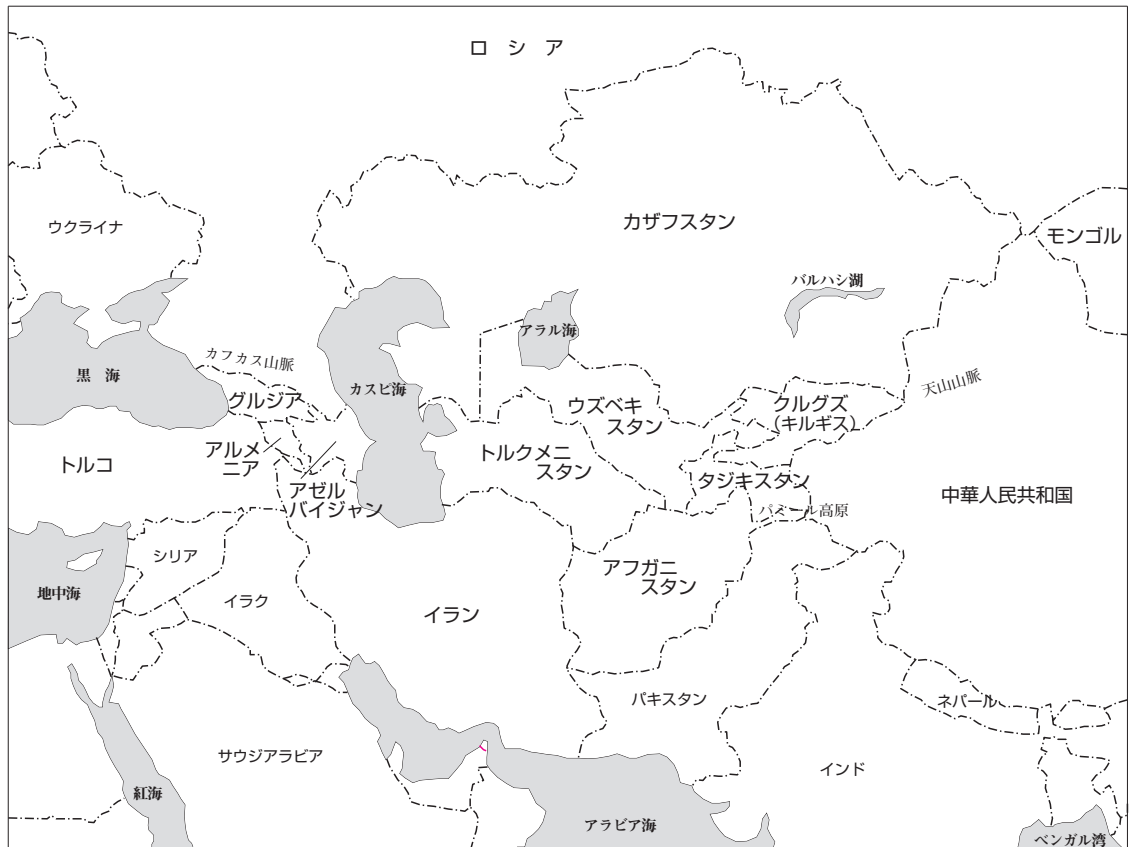 ロ シ ア
カザフスタン
ウクライナ
モンゴル
バルハシ湖
アラル海
カフカス山脈
黒 海
カスピ海
天山山脈
グルジア
ウズベキ
スタン
クルグズ
（キルギス）
アルメ
ニア
トルクメニ
スタン
トルコ
タジキスタン
アゼル
バイジャン
中華人民共和国
パミール高原
シリア
アフガニ
スタン
地中海
イラク
イラン
パキスタン
ネパール
サウジアラビア
インド
紅海
アラビア海
ベンガル湾